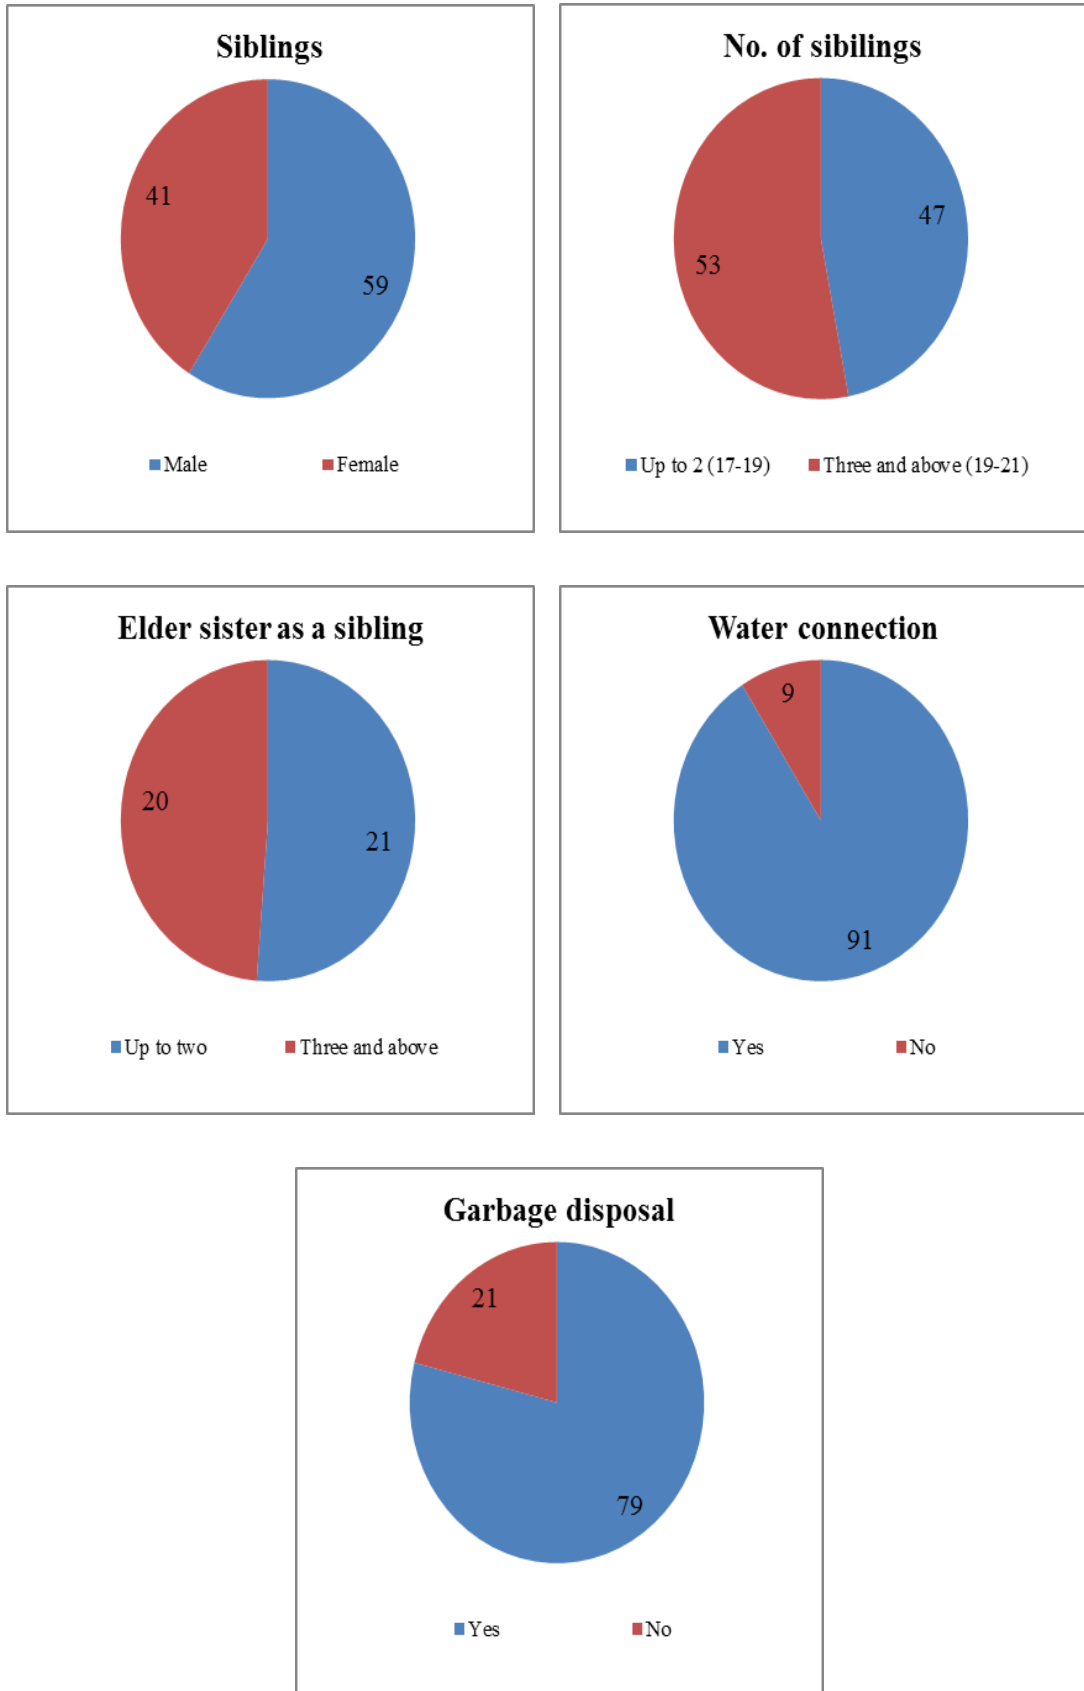 Siblings
41
59
Male Female
No. of sibilings
47
53
Up to 2 (17-19) Three and above (19-21)
Elder sister as a sibling
20
21
Up to two Three and above
Water connection
9
91
Yes No
Garbage disposal
21
79
Yes No